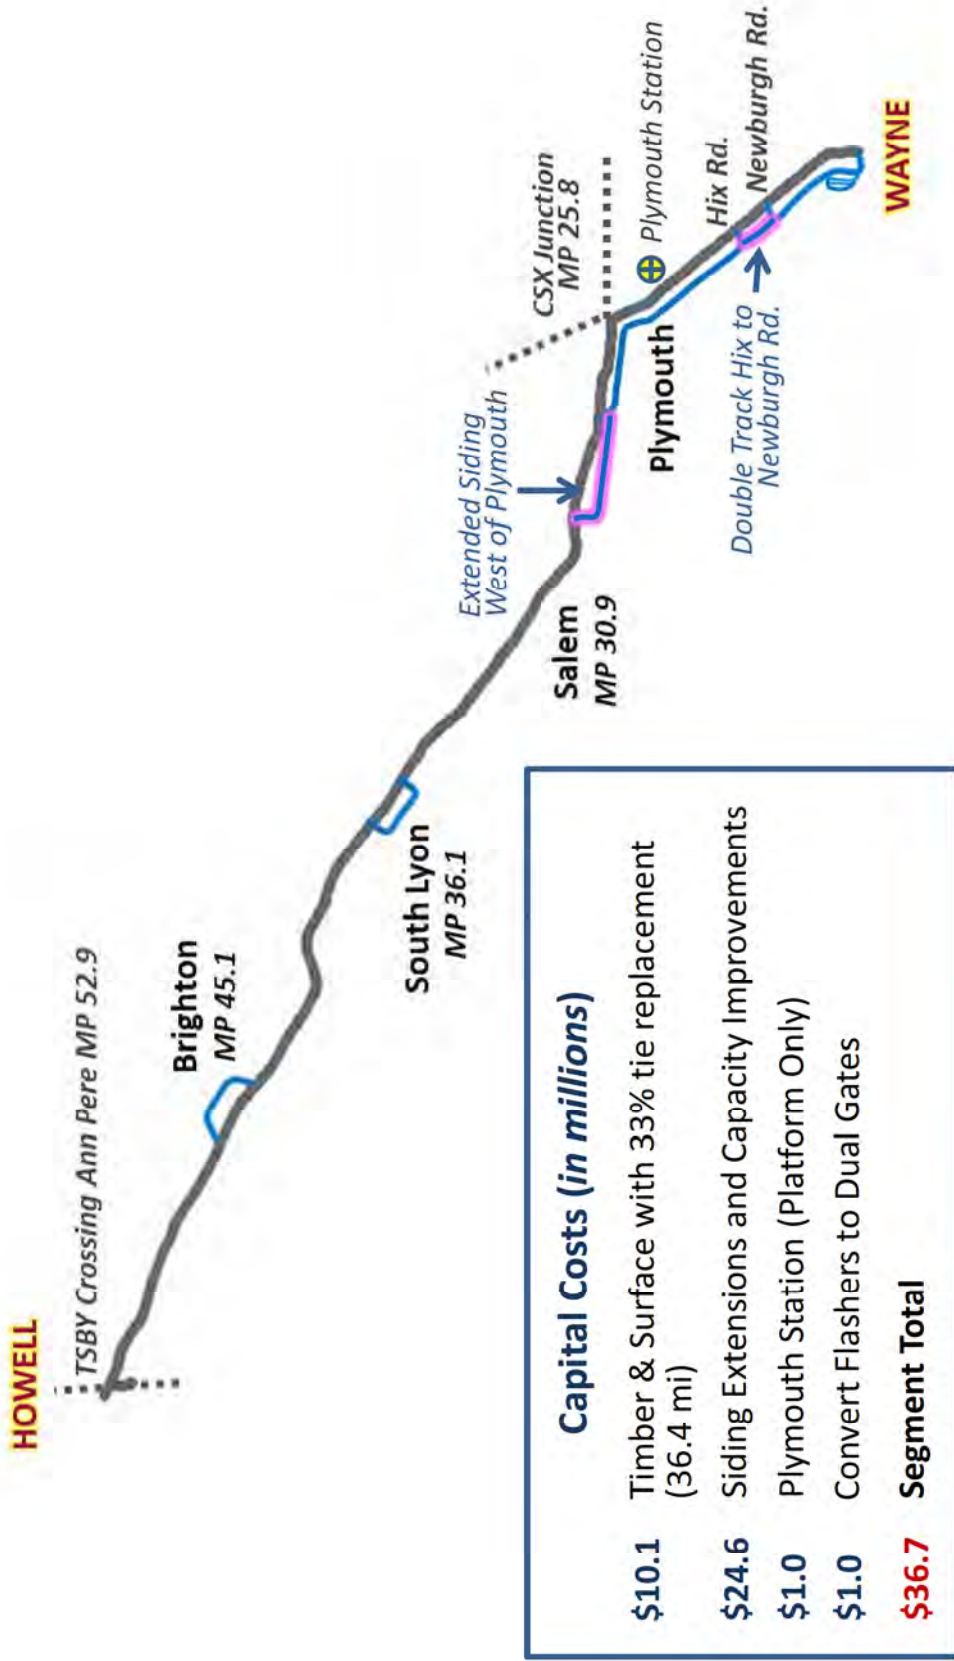 HOWELL
TSBY Crossing Ann Pere MP 52.9
Brighton
MP 45.1
South Lyon
MP 36.1
Extended Siding
West of Plymouth
Salem
MP 30.9
CSX Junction
MP 25.8
Plymouth Station
Plymouth
Hix Rd.
Newburgh Rd.
Double Track Hix to
Newburgh Rd.
WAYNE
Capital Costs (in millions)
$10.1 Timber & Surface with 33% tie replacement
(36.4 mi)
$24.6 Siding Extensions and Capacity Improvements
$1.0 Plymouth Station (Platform Only)
$1.0 Convert Flashers to Dual Gates
$36.7 Segment Total